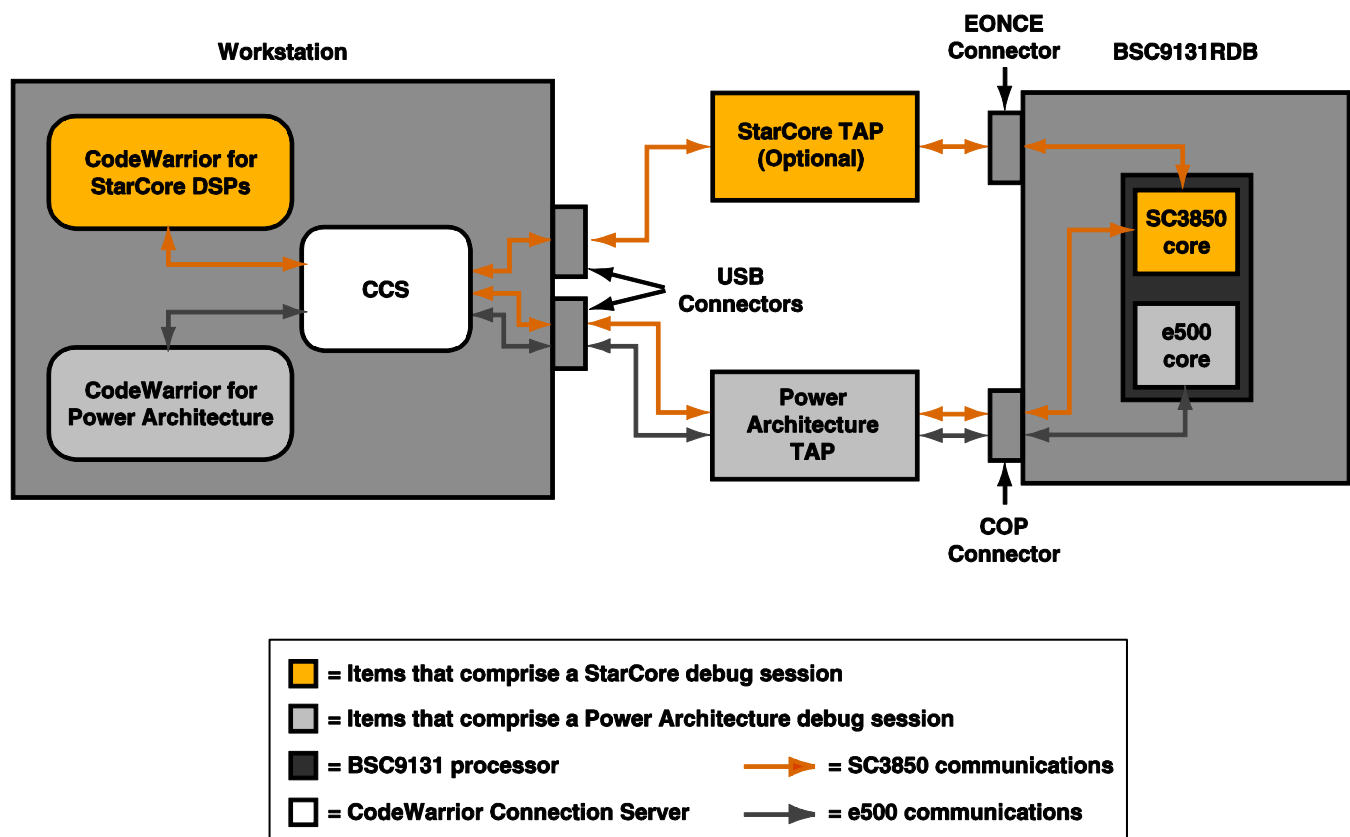 Workstation
EONCE
Connector
BSC9131RDB
CodeWarrior for
StarCore DSPs
StarCore TAP
(Optional)
SC3850
core
CCS
USB
Connectors
e500
core
CodeWarrior for
Power Architecture
Power
Architecture
TAP
COP
Connector
= Items that comprise a StarCore debug session
= Items that comprise a Power Architecture debug session
= BSC9131 processor
= SC3850 communications
= CodeWarrior Connection Server
= e500 communications